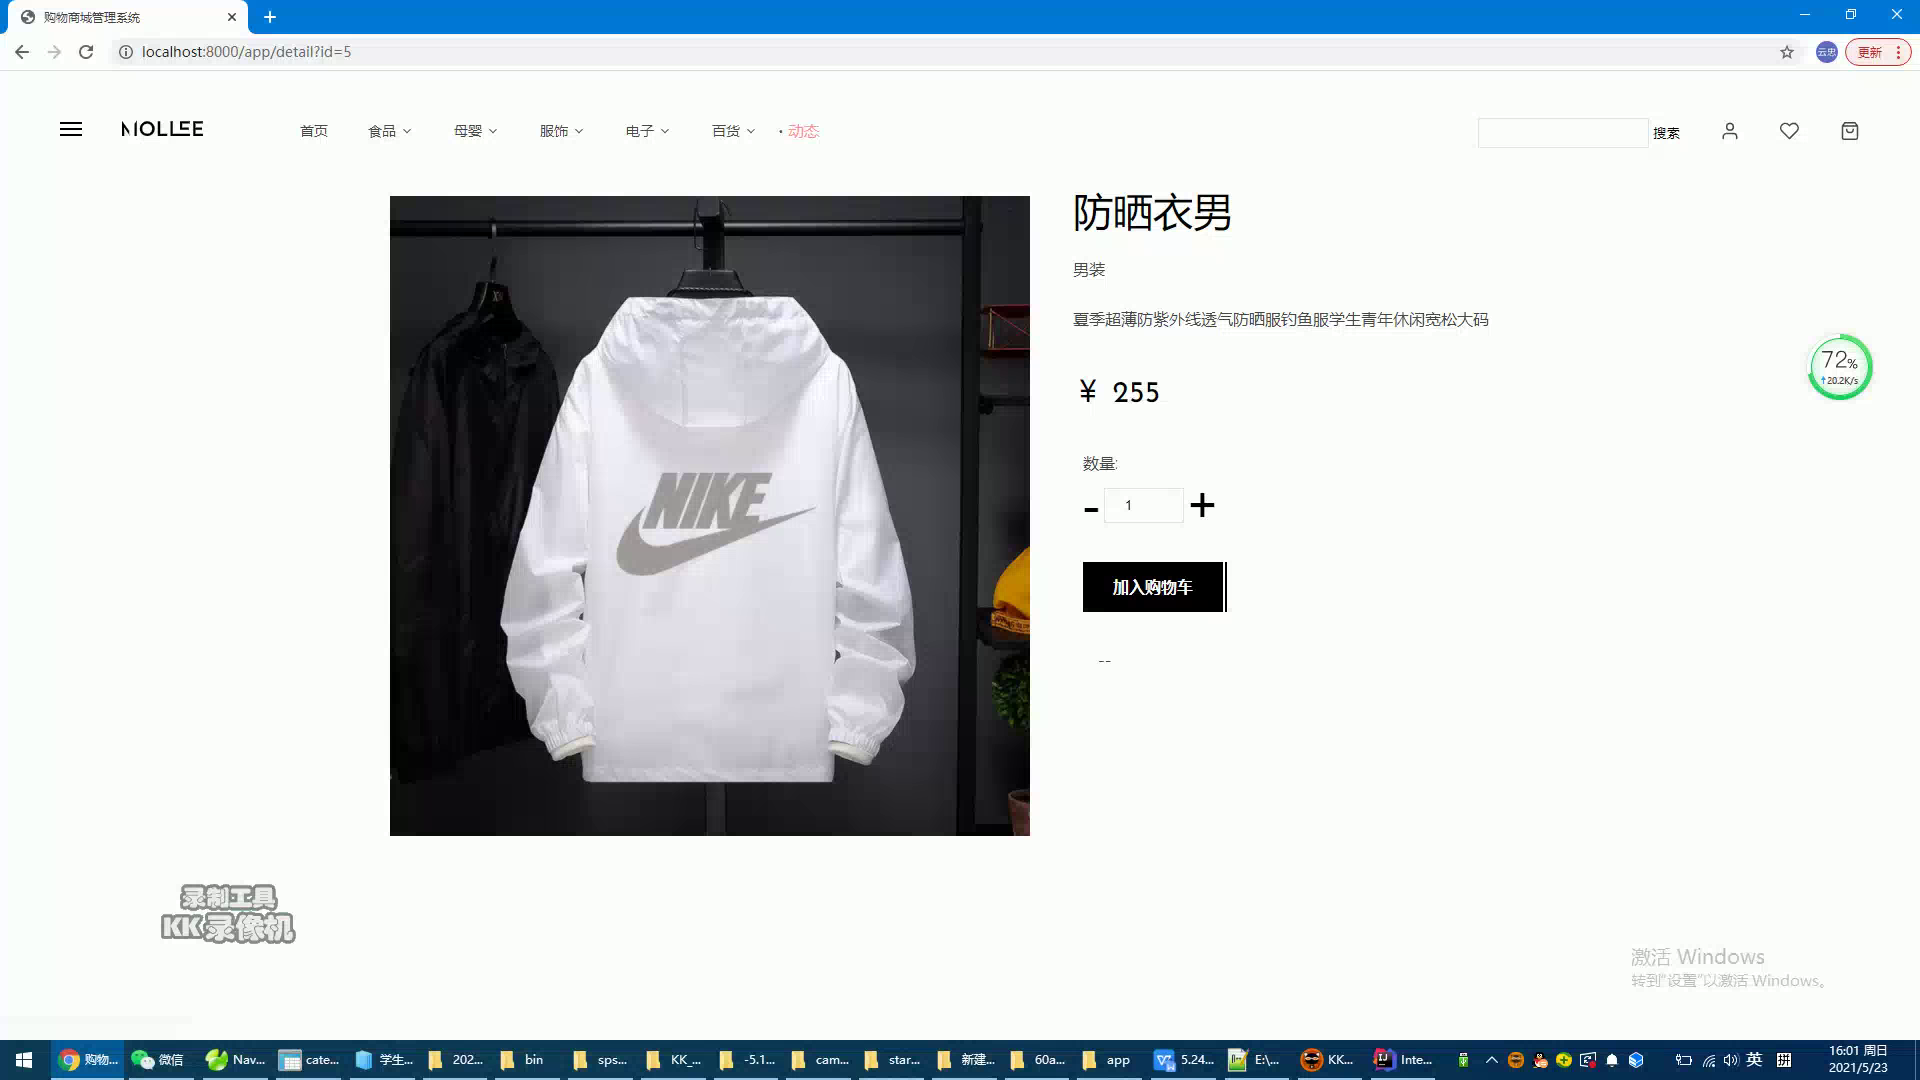 购物商城管理系统
localhost:8000/app/detail?id=5
云忠
更新
MOLLEE
首页
食品
母婴
服饰
电子
百货
· 动态
搜索
防晒衣男
男装
夏季超薄防紫外线透气防晒服钓鱼服学生青年休闲宽松大码
NIKE
72%
↑20.2K/s
¥ 255
数量:
- 1 +
加入购物车
--
录制工具
KK录像机
激活 Windows
转到“设置”以激活 Windows。
购物...
微信
Nav...
cate...
学生...
202...
bin
sps...
KK_...
-5.1...
cam...
star...
新建...
60a...
app
5.24...
E:\...
KK...
Inte...
英
拼
16:01 周日
2021/5/23